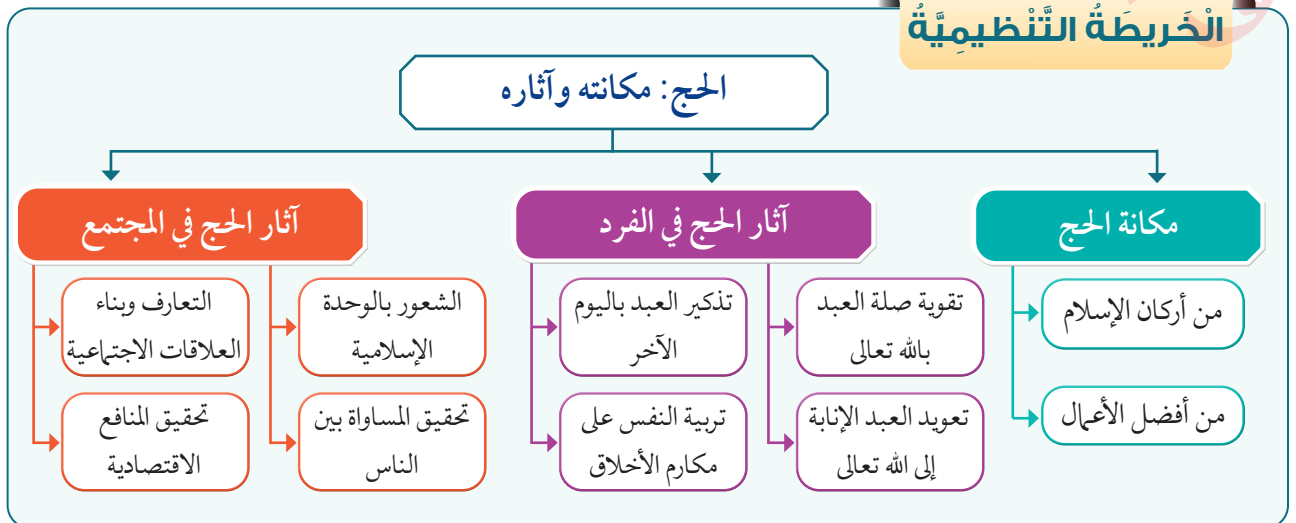 الْخَريطَةُ التَّنْظيمِيَّةُ
الحج: مكانته وآثاره
مكانة الحج
من أركان الإسلام
من أفضل الأعمال
آثار الحج في الفرد
تقوية صلة العبد
بالله تعالى
تعويد العبد الإنابة
إلى الله تعالى
تذكير العبد باليوم
الآخر
تربية النفس على
مكارم الأخلاق
آثار الحج في المجتمع
الشعور بالوحدة
الإسلامية
تحقيق المساواة بين
الناس
التعارف وبناء
العلاقات الاجتماعية
تحقيق المنافع
الاقتصادية